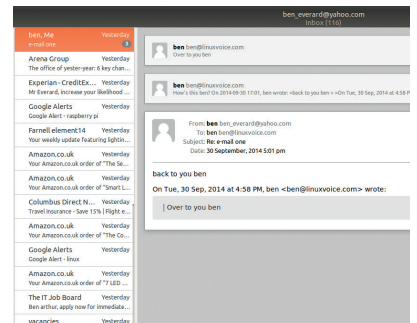 ben_everard@yahoo.com
Inbox (116)
ben, Me Yesterday
e-mail one 3
Arena Group Yesterday
The office of yester-year: 6 key chan...
Experian - CreditEx... Yesterday
Mr Everard, increase your likelihood ...
Google Alerts Yesterday
Google Alert - raspberry pi
Farnell element14 Yesterday
Your weekly update featuring lightin...
Amazon.co.uk Yesterday
Your Amazon.co.uk order of "The Se...
Amazon.co.uk Yesterday
Your Amazon.co.uk order of "Smart L...
Columbus Direct N... Yesterday
Travel Insurance - Save 15% | Flight e...
Amazon.co.uk Yesterday
Your Amazon.co.uk order of "The Co...
Google Alerts Yesterday
Google Alert - linux
Amazon.co.uk Yesterday
Your Amazon.co.uk order of "7 LED ...
The IT Job Board Yesterday
Ben arthur, apply now for immediate...
vacancies Yesterday
ben ben@linuxvoice.com
Over to you ben
ben ben@linuxvoice.com
How's this ben? On 2014-09-30 17:01, ben wrote: <back to you ben > >On Tue, 30 Sep, 2014 at 4:58 P
From: ben ben_everard@yahoo.com
To: ben ben@linuxvoice.com
Subject: Re: e-mail one
Date: 30 September, 2014 5:01 pm
back to you ben
On Tue, 30 Sep, 2014 at 4:58 PM, ben <ben@linuxvoice.com> wrote:
| Over to you ben